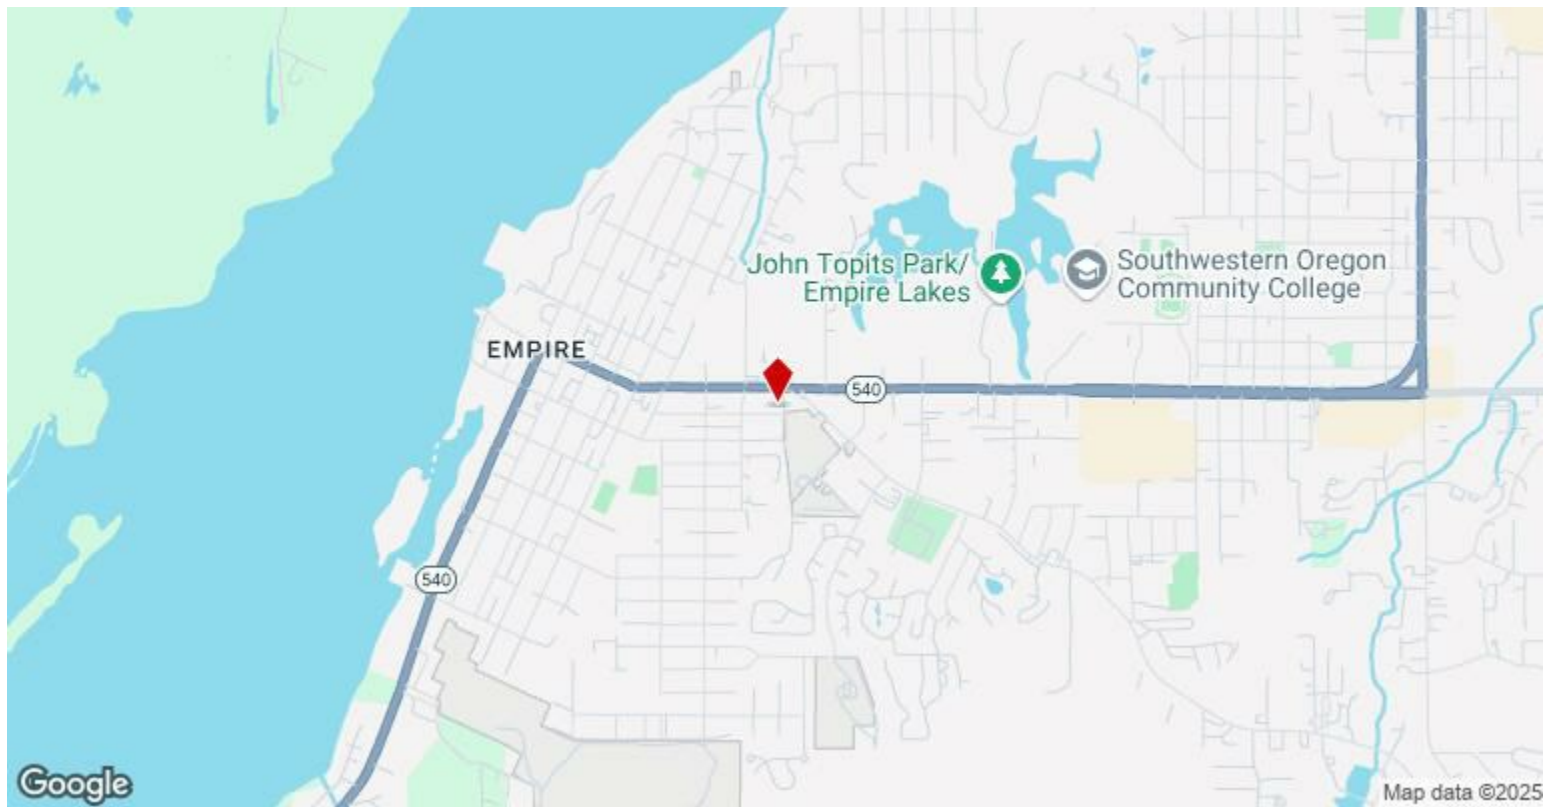 John Topits Park/
Empire Lakes
Southwestern Oregon
Community College
EMPIRE
540
540
Google
Map data ©2025